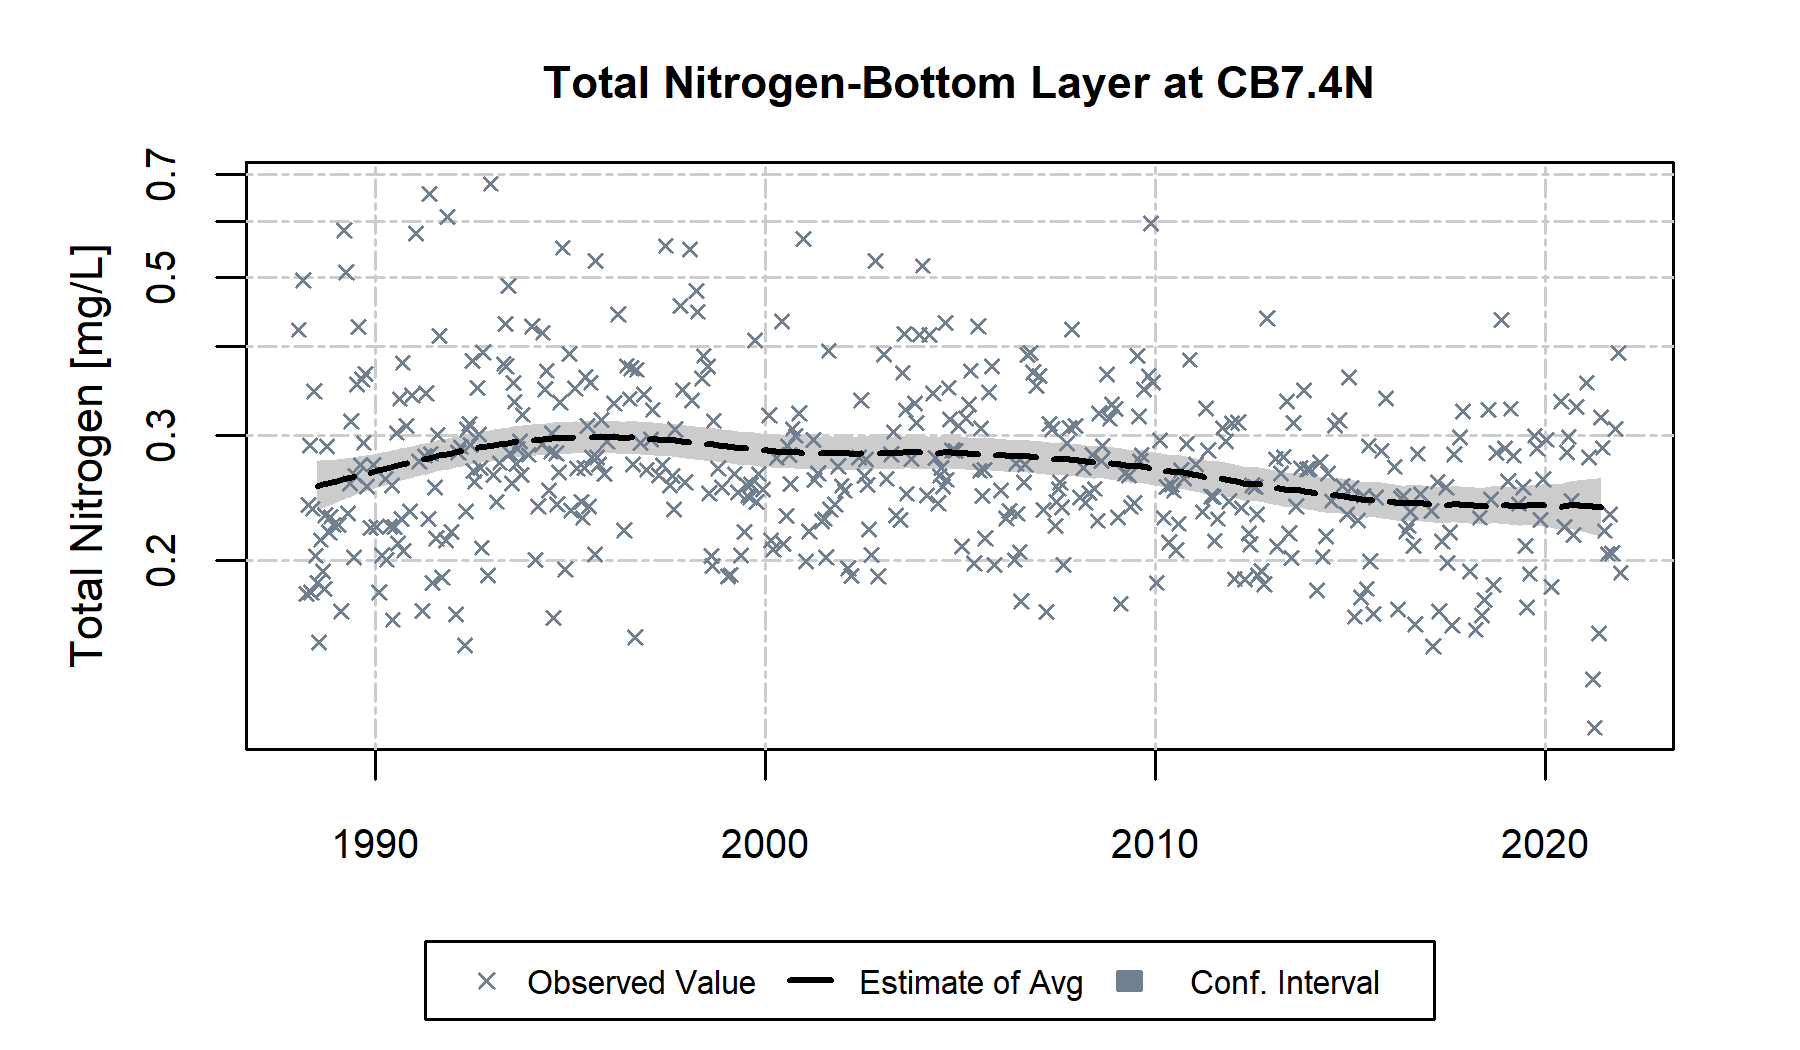 Total Nitrogen-Bottom Layer at CB7.4N
Total Nitrogen [mg/L]
0.7
0.5
0.3
0.2
1990 2000 2010 2020
Observed Value Estimate of Avg Conf. Interval